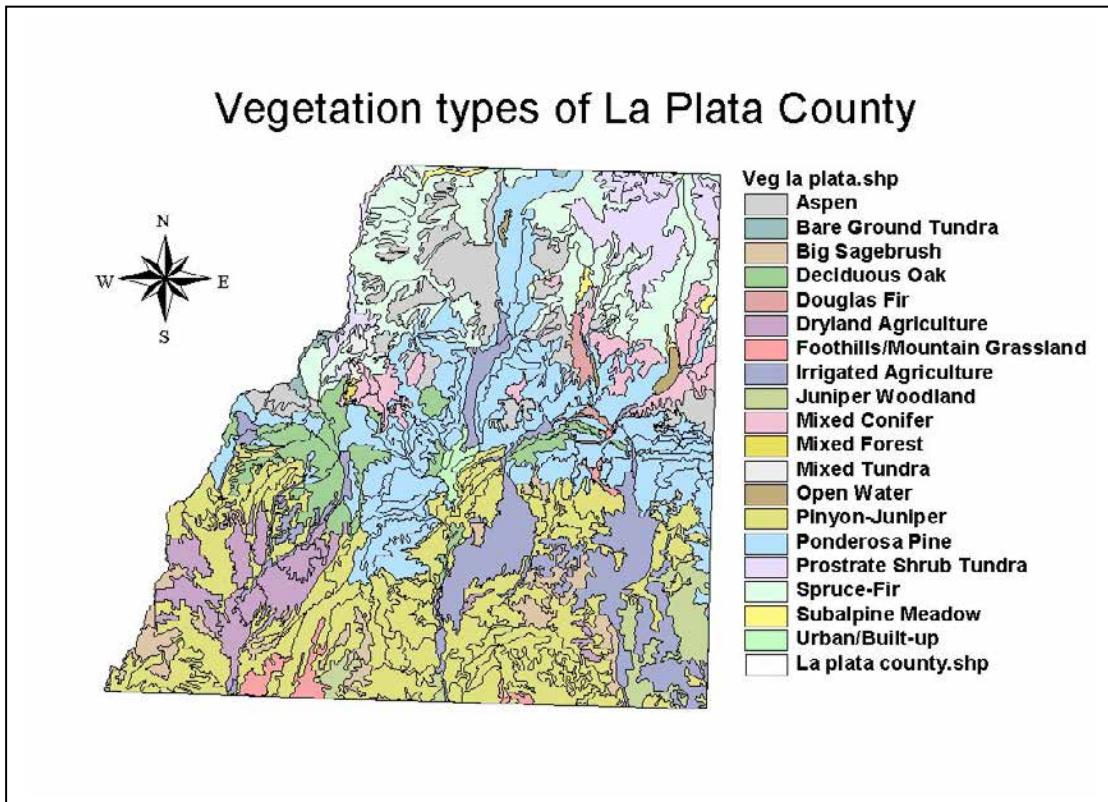 Vegetation types of La Plata County
N
W E
S
Veg la plata.shp
Aspen
Bare Ground Tundra
Big Sagebrush
Deciduous Oak
Douglas Fir
Dryland Agriculture
Foothills/Mountain Grassland
Irrigated Agriculture
Juniper Woodland
Mixed Conifer
Mixed Forest
Mixed Tundra
Open Water
Pinyon-Juniper
Ponderosa Pine
Prostrate Shrub Tundra
Spruce-Fir
Subalpine Meadow
Urban/Built-up
La plata county.shp